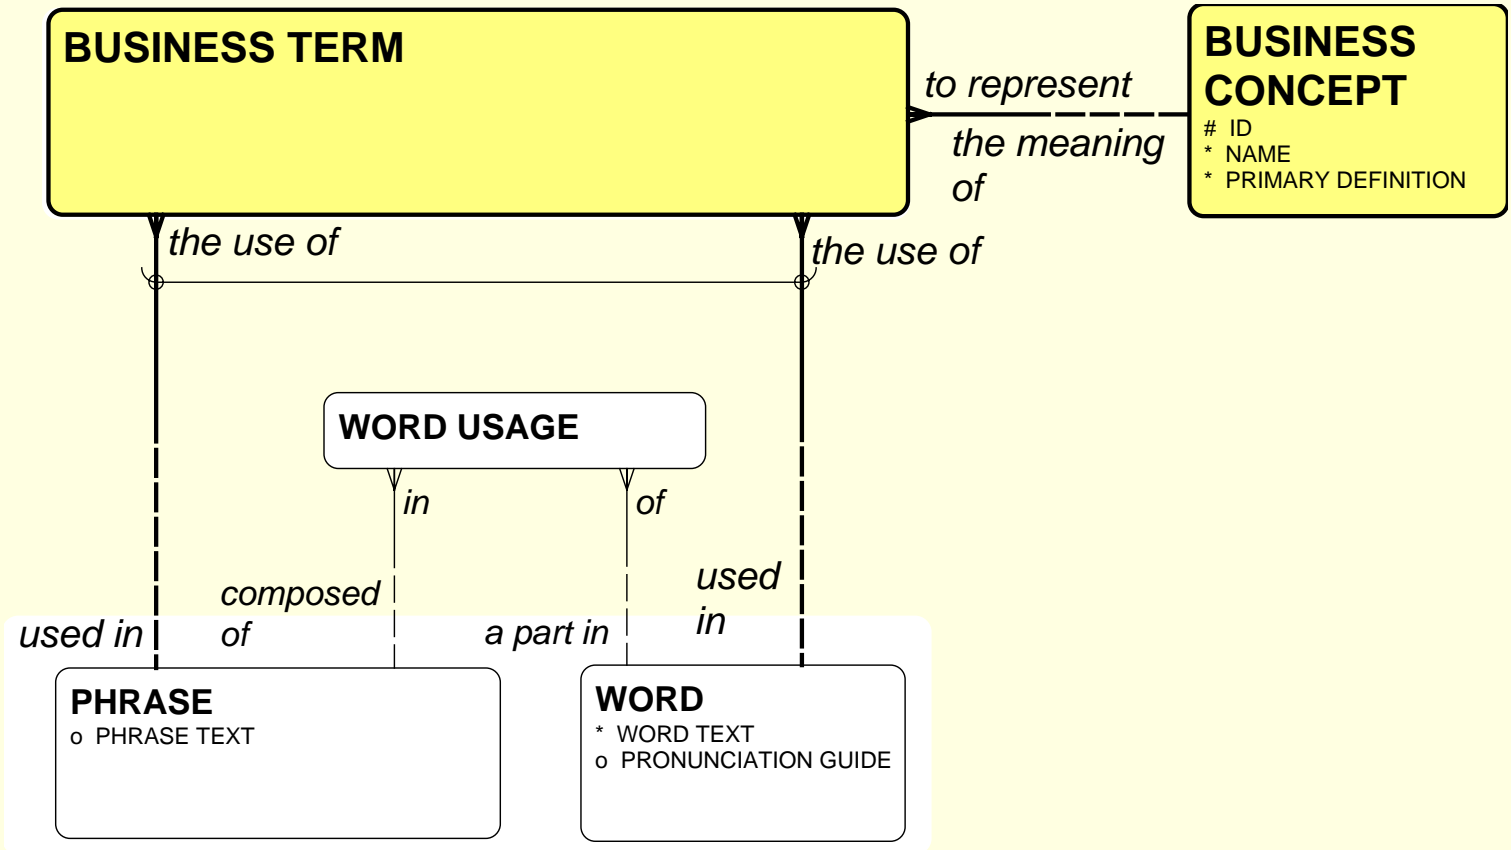 BUSINESS TERM
BUSINESS
CONCEPT
# ID
* NAME
* PRIMARY DEFINITION
to represent
the meaning
of
the use of
the use of
WORD USAGE
in
of
composed
of
used
in
used in
a part in
PHRASE
o PHRASE TEXT
WORD
* WORD TEXT
o PRONUNCIATION GUIDE